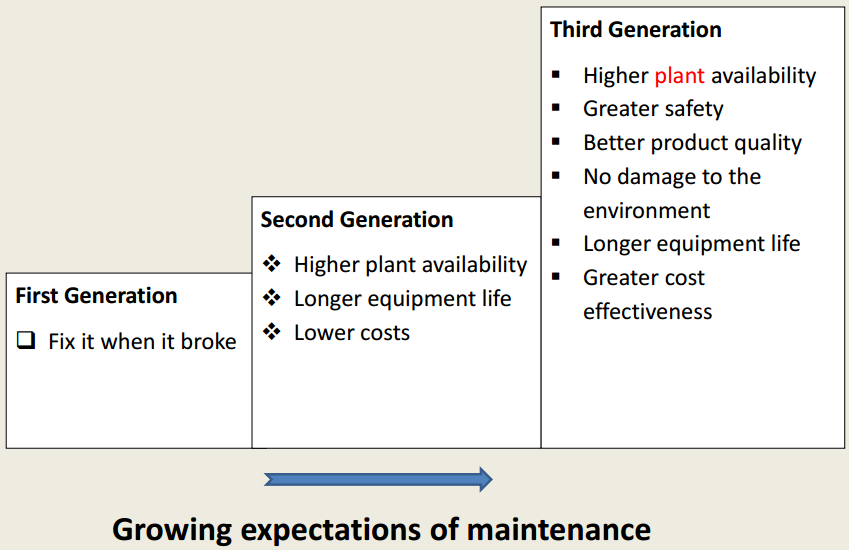 First Generation
Fix it when it broke
Second Generation
Higher plant availability
Longer equipment life
Lower costs
Third Generation
Higher plant availability
Greater safety
Better product quality
No damage to the
environment
Longer equipment life
Greater cost
effectiveness
Growing expectations of maintenance